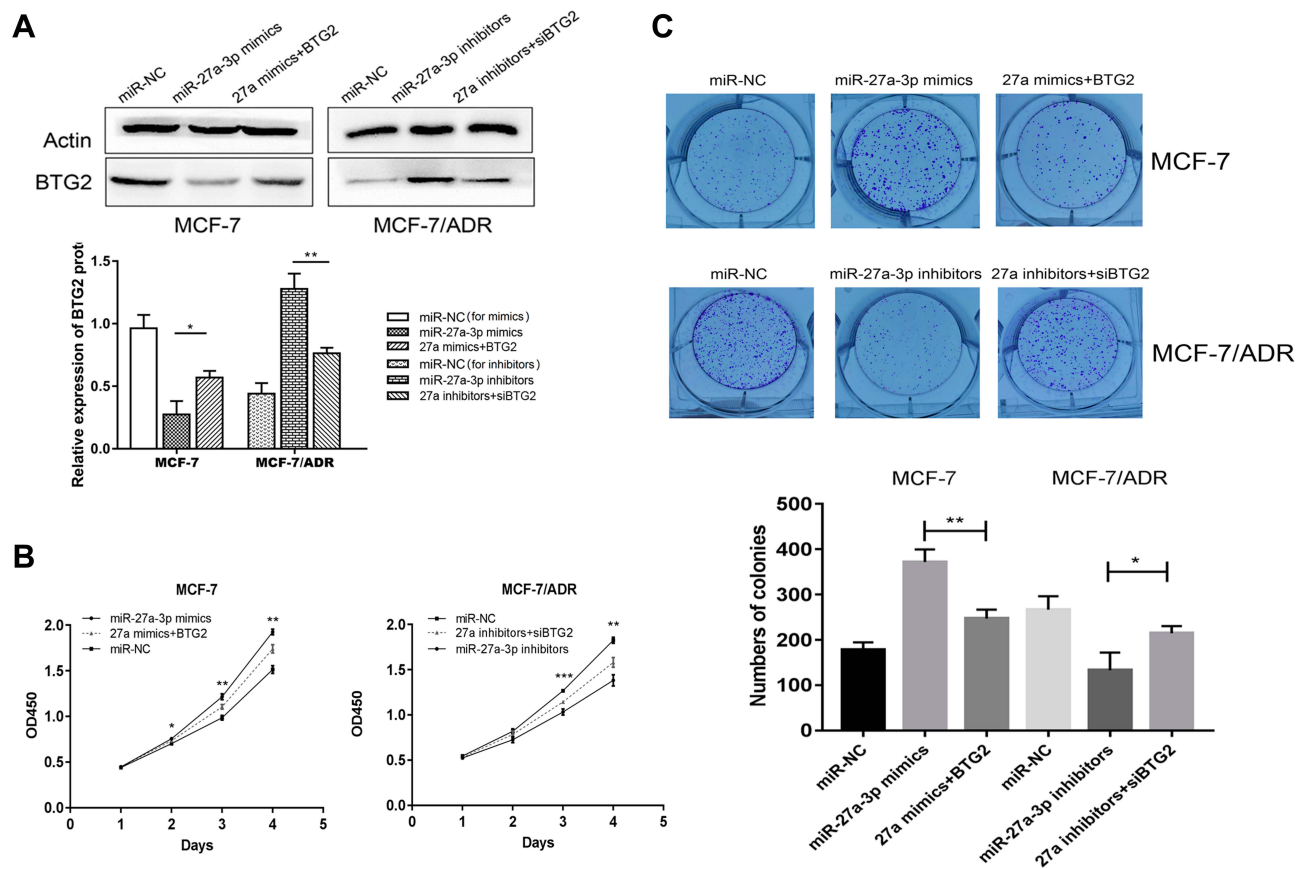 A
miR-NC
miR-27a-3p mimics
27a mimics+BTG2
miR-NC
miR-27a-3p inhibitors
27a inhibitors+siBTG2
Actin
BTG2
MCF-7
MCF-7/ADR
Relative expression of BTG2 prote
1.5
1.0
0.5
0.0
*
**
MCF-7
MCF-7/ADR
miR-NC(for mimics)
miR-27a-3p mimics
27a mimics+BTG2
miR-NC(for inhibitors)
miR-27a-3p inhibitors
27a inhibitors+siBTG2
B
MCF-7
miR-27a-3p mimics
27a mimics+BTG2
miR-NC
OD450
2.0
1.5
1.0
0.5
0.0
*
**
**
0 1 2 3 4 5
Days
MCF-7/ADR
miR-NC
27a inhibitors+siBTG2
miR-27a-3p inhibitors
OD450
2.0
1.5
1.0
0.5
0.0
***
**
0 1 2 3 4 5
Days
C
miR-NC
miR-27a-3p mimics
27a mimics+BTG2
MCF-7
miR-NC
miR-27a-3p inhibitors
27a inhibitors+siBTG2
MCF-7/ADR
MCF-7
MCF-7/ADR
Numbers of colonies
500
400
300
200
100
0
**
*
miR-NC
miR-27a-3p mimics
27a mimics+BTG2
miR-NC
miR-27a-3p inhibitors
27a inhibitors+siBTG2